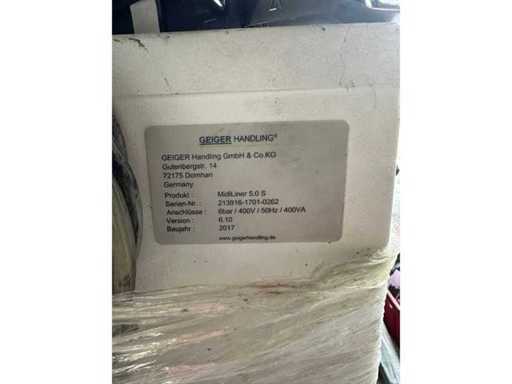 GEIGER HANDLING®
GEIGER Handling GmbH & Co.KG
Gutenbergstr. 14
72175 Dornhan
Germany
Produkt : MidiLiner 5.0 S
Serien-Nr.: 213816-1701-0262
Anschlüsse : 6bar / 400V / 50Hz / 400VA
Version : 6.10
Baujahr : 2017
www.geigerhandling.de